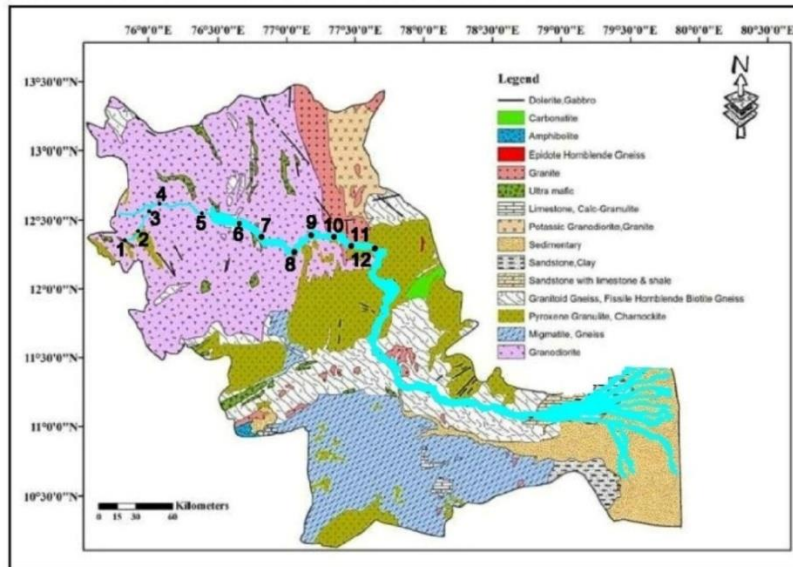 76°0'0"E 76°30'0"E 77°0'0"E 77°30'0"E 78°0'0"E 78°30'0"E 79°0'0"E 79°30'0"E 80°0'0"E 80°30'0"E
N
13°30'0"N
13°0'0"N
12°30'0"N
12°0'0"N
11°30'0"N
11°0'0"N
10°30'0"N
1
2
3
4
5
6
7
8
9
10
11
12
Legend
Dolerite,Gabbro
Carbonatite
Amphibolite
Epidote Hornblende Gneiss
Granite
Ultra mafic
Limestone, Calc-Granulite
Potassic Granodiorite,Granite
Sedimentary
Sandstone,Clay
Sandstone with limestone & shale
Granitoid Gneiss, Fissile Hornblende Biotite Gneiss
Pyroxene Granulite, Charnockite
Migmatite, Gneiss
Granodiorite
Kilometers
0 15 30 60